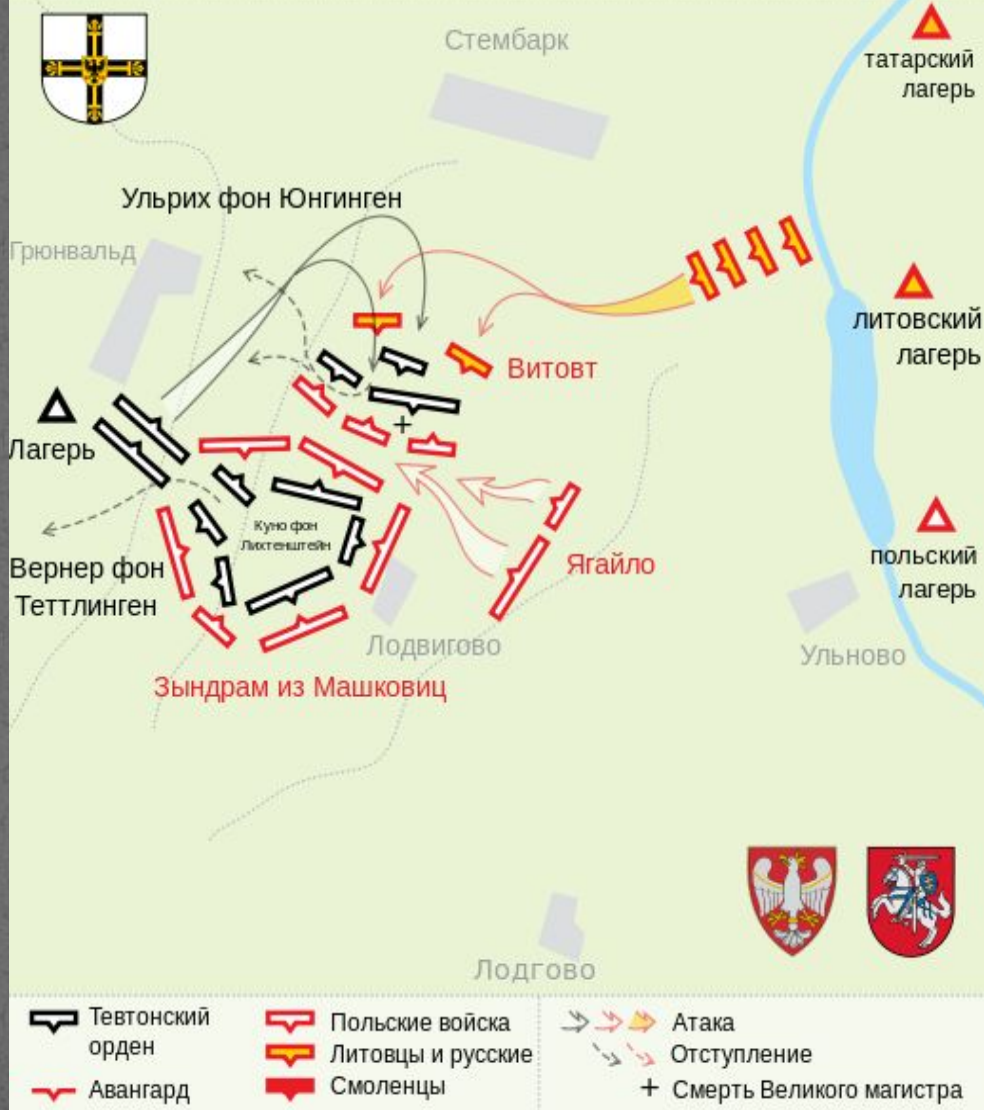 Стембарк
татарский
лагерь
Ульрих фон Юнгинген
Грюнвальд
литовский
лагерь
Витовт
Лагерь
Куно фон
Лихтенштейн
польский
лагерь
Ягайло
Вернер фон
Теттлинген
Лодвигово
Ульново
Зындрам из Машковиц
Лодгово
Тевтонский
орден
Авангард
Польские войска
Литовцы и русские
Смоленцы
Атака
Отступление
+ Смерть Великого магистра